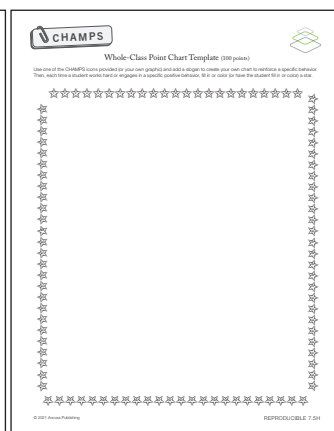 CHAMPS
Whole-Class Point Chart Template (100 points)
Use one of the CHAMPS icons provided (or your own graphic) and add a slogan to create your own chart to reinforce a specific behavior.
Then, each time a student works hard or engages in a specific positive behavior, fill in or color (or have the student fill in or color) a star.
© 2021 Ancora Publishing
REPRODUCIBLE 7.5H